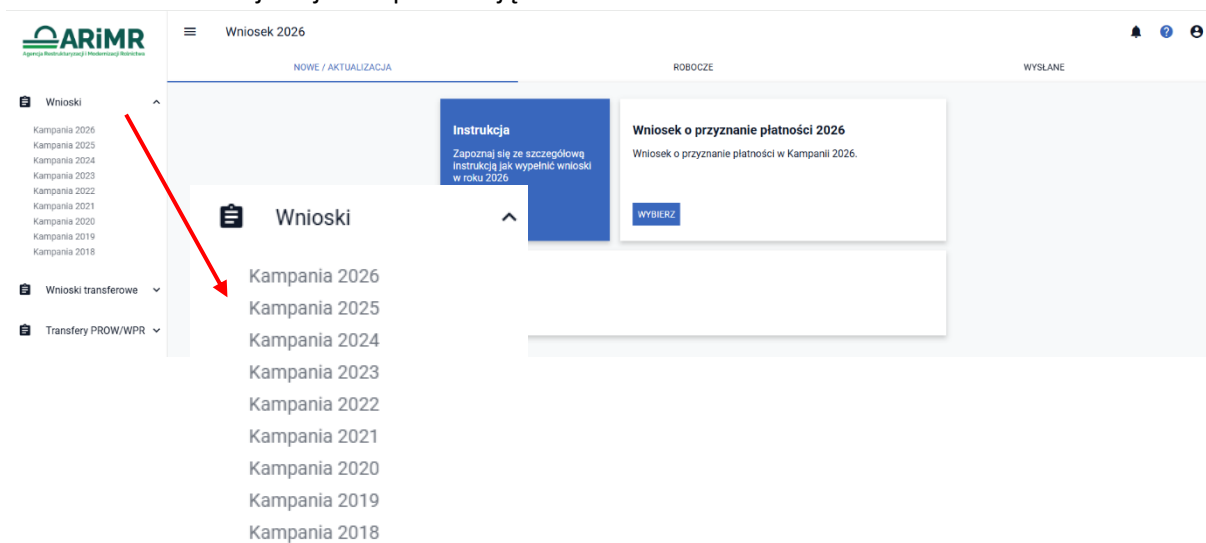 ARiMR
Agencja Restrukturyzacji i Modernizacji Rolnictwa
Wniosek 2026
NOWE / AKTUALIZACJA
ROBOCZE
WYSŁANE
Wnioski
Kampania 2026
Kampania 2025
Kampania 2024
Kampania 2023
Kampania 2022
Kampania 2021
Kampania 2020
Kampania 2019
Kampania 2018
Wnioski transferowe
Transfery PROW/WPR
Instrukcja
Zapoznaj się ze szczegółową
instrukcją jak wypełnić wnioski
w roku 2026
Wniosek o przyznanie płatności 2026
Wniosek o przyznanie płatności w Kampanii 2026.
WYBIERZ
Wnioski
Kampania 2026
Kampania 2025
Kampania 2024
Kampania 2023
Kampania 2022
Kampania 2021
Kampania 2020
Kampania 2019
Kampania 2018